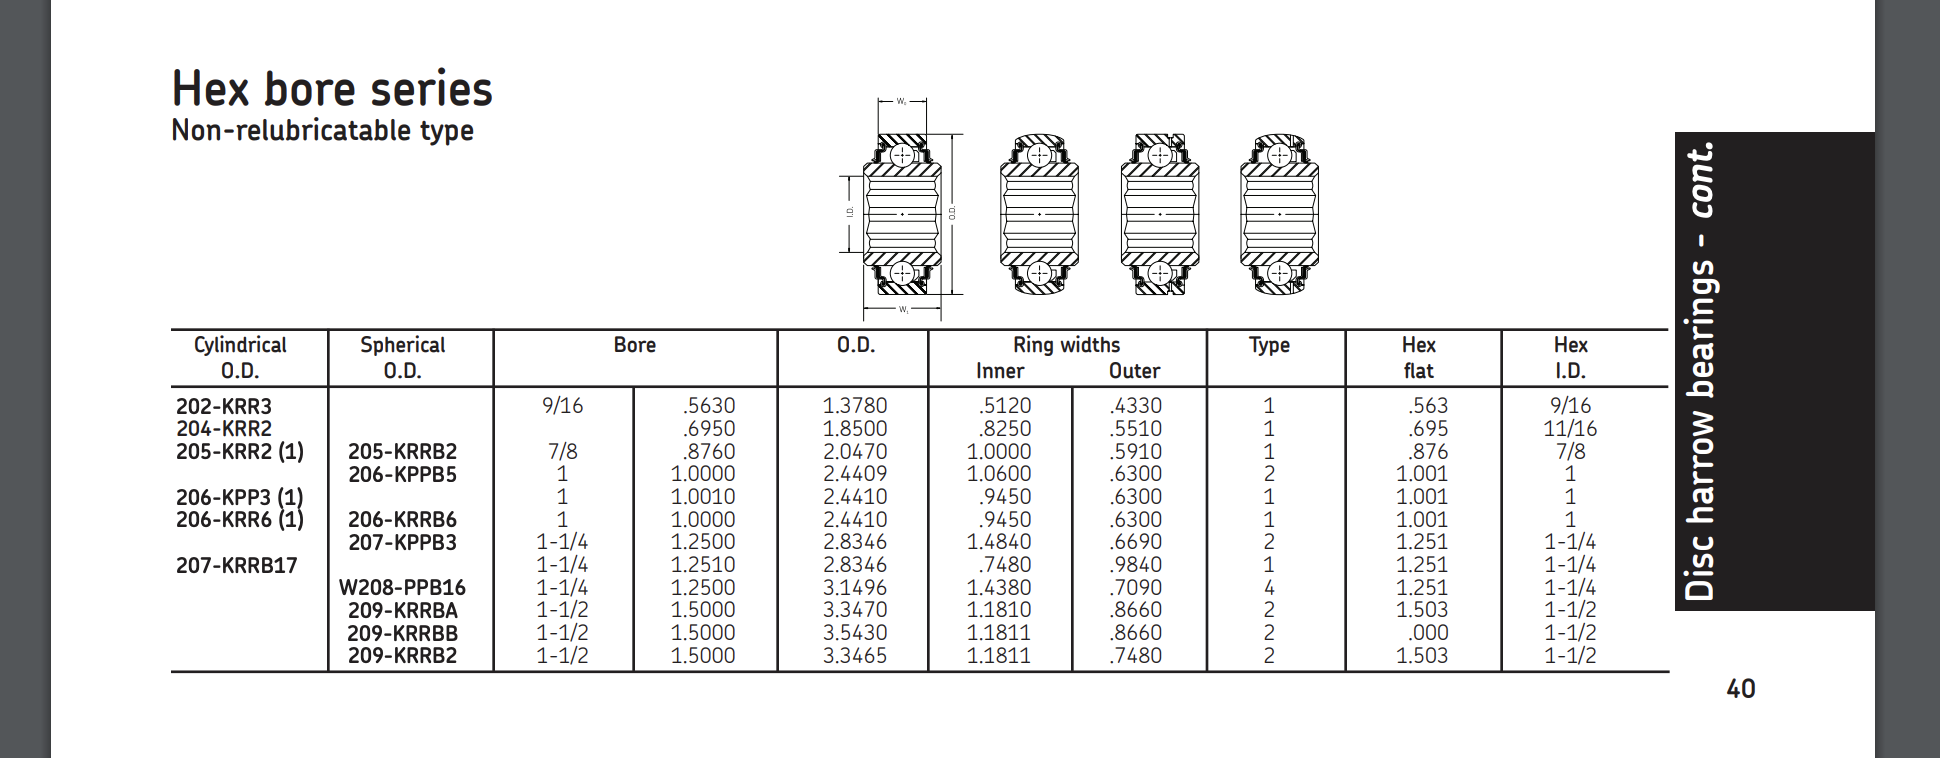 Hex bore series
Non-relubricatable type
W₀
I.D.
O.D.
W₁
Cylindrical O.D. Spherical O.D. Bore O.D. Ring widths Inner Outer Type Hex flat Hex I.D.
202-KRR3 9/16 .5630 1.3780 .5120 .4330 1 .563 9/16
204-KRR2 .6950 1.8500 .8250 .5510 1 .695 11/16
205-KRR2 (1) 205-KRRB2 7/8 .8760 2.0470 1.0000 .5910 1 .876 7/8
206-KPPB5 1 1.0000 2.4409 1.0600 .6300 2 1.001 1
206-KPP3 (1) 1 1.0010 2.4410 .9450 .6300 1 1.001 1
206-KRR6 (1) 206-KRRB6 1 1.0000 2.4410 .9450 .6300 1 1.001 1
207-KPPB3 1-1/4 1.2500 2.8346 1.4840 .6690 2 1.251 1-1/4
207-KRRB17 1-1/4 1.2510 2.8346 .7480 .9840 1 1.251 1-1/4
W208-PPB16 1-1/4 1.2500 3.1496 1.4380 .7090 4 1.251 1-1/4
209-KRRBA 1-1/2 1.5000 3.3470 1.1810 .8660 2 1.503 1-1/2
209-KRRBB 1-1/2 1.5000 3.5430 1.1811 .8660 2 .000 1-1/2
209-KRRB2 1-1/2 1.5000 3.3465 1.1811 .7480 2 1.503 1-1/2
Disc harrow bearings - cont.
40